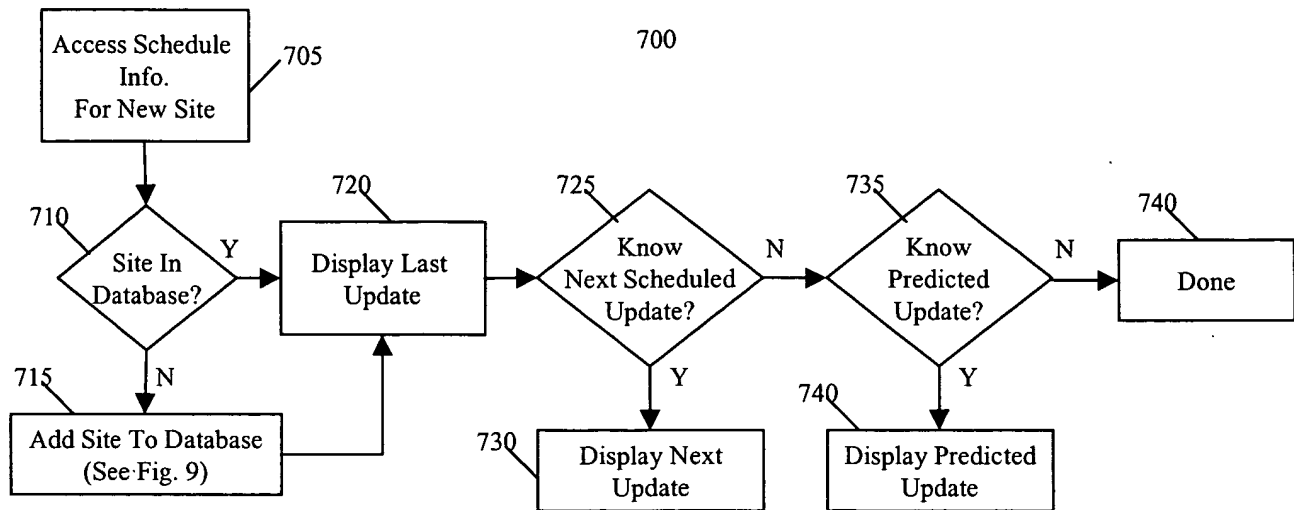 Access Schedule
Info.
For New Site
705
700
710
Site In
Database?
Y
N
715
Add Site To Database
(See Fig. 9)
720
Display Last
Update
725
Know
Next Scheduled
Update?
N
Y
730
Display Next
Update
735
Know
Predicted
Update?
N
Y
740
Display Predicted
Update
740
Done